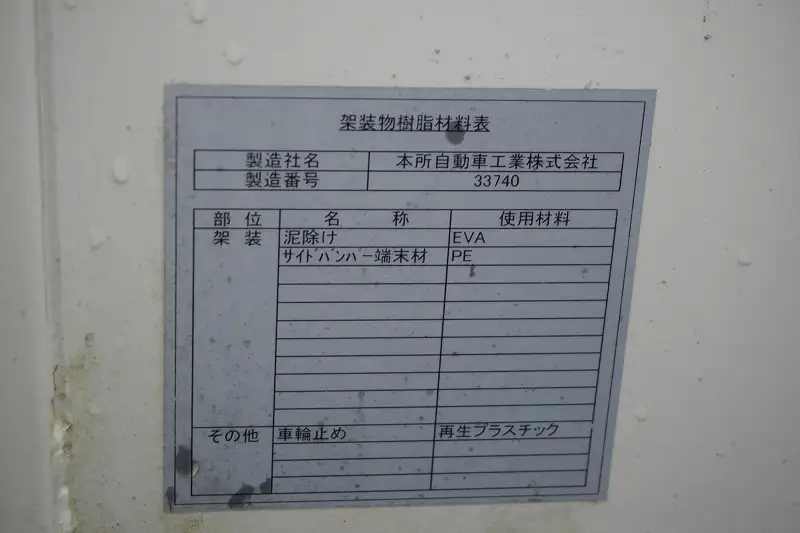 架装物樹脂材料表
製造社名 本所自動車工業株式会社
製造番号 33740
部 位 名 称 使用材料
架 装 泥除け EVA
ｻｲﾄﾞﾊﾞﾝﾊﾟｰ端末材 PE
その他 車輪止め 再生プラスチック